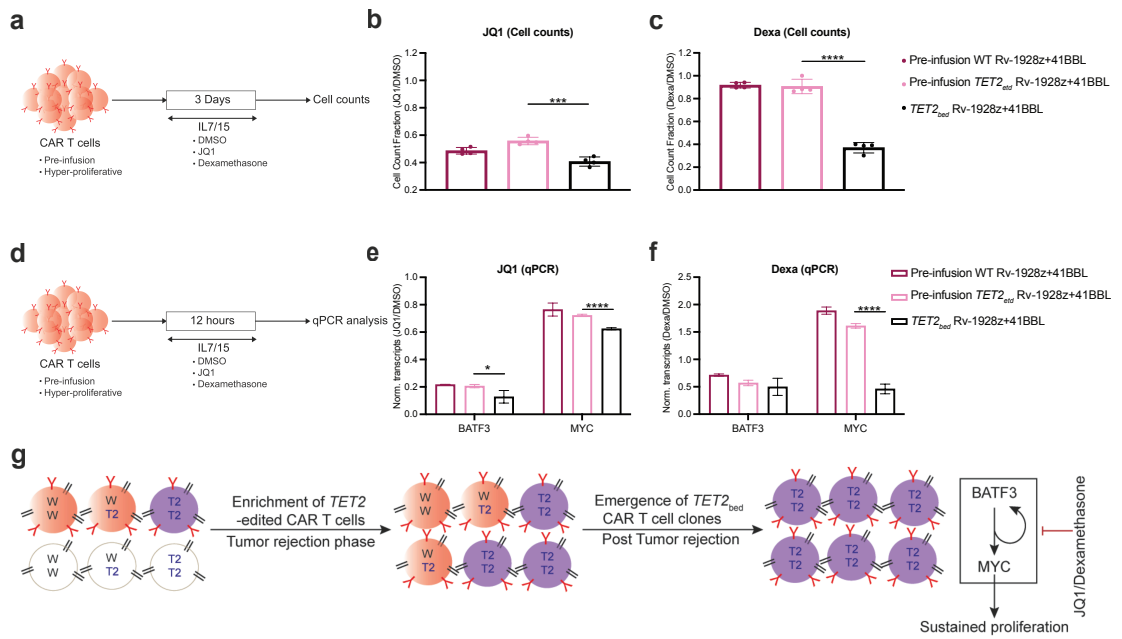 a
CAR T cells
• Pre-infusion
• Hyper-proliferative
3 Days
IL7/15
• DMSO
• JQ1
• Dexamethasone
Cell counts
b
JQ1 (Cell counts)
Cell Count Fraction (JQ1/DMSO)
1.2
1.0
0.8
0.6
0.4
0.2
***
c
Dexa (Cell counts)
Cell Count Fraction (Dexa/DMSO)
1.2
1.0
0.8
0.6
0.4
0.2
0.0
****
Pre-infusion WT Rv-1928z+41BBL
Pre-infusion TET2etd Rv-1928z+41BBL
TET2bed Rv-1928z+41BBL
d
CAR T cells
• Pre-infusion
• Hyper-proliferative
12 hours
IL7/15
• DMSO
• JQ1
• Dexamethasone
qPCR analysis
e
JQ1 (qPCR)
Norm. transcripts (JQ1/DMSO)
1.0
0.8
0.6
0.4
0.2
0.0
*
****
BATF3
MYC
f
Dexa (qPCR)
Norm. transcripts (Dexa/DMSO)
2.5
2.0
1.5
1.0
0.5
0.0
****
BATF3
MYC
Pre-infusion WT Rv-1928z+41BBL
Pre-infusion TET2etd Rv-1928z+41BBL
TET2bed Rv-1928z+41BBL
g
W
W
W
T2
T2
T2
W
W
W
T2
T2
T2
Enrichment of TET2
-edited CAR T cells
Tumor rejection phase
W
W
W
T2
T2
T2
W
T2
T2
T2
T2
T2
Emergence of TET2bed
CAR T cell clones
Post Tumor rejection
T2
T2
T2
T2
T2
T2
T2
T2
T2
T2
T2
T2
BATF3
MYC
Sustained proliferation
JQ1/Dexamethasone